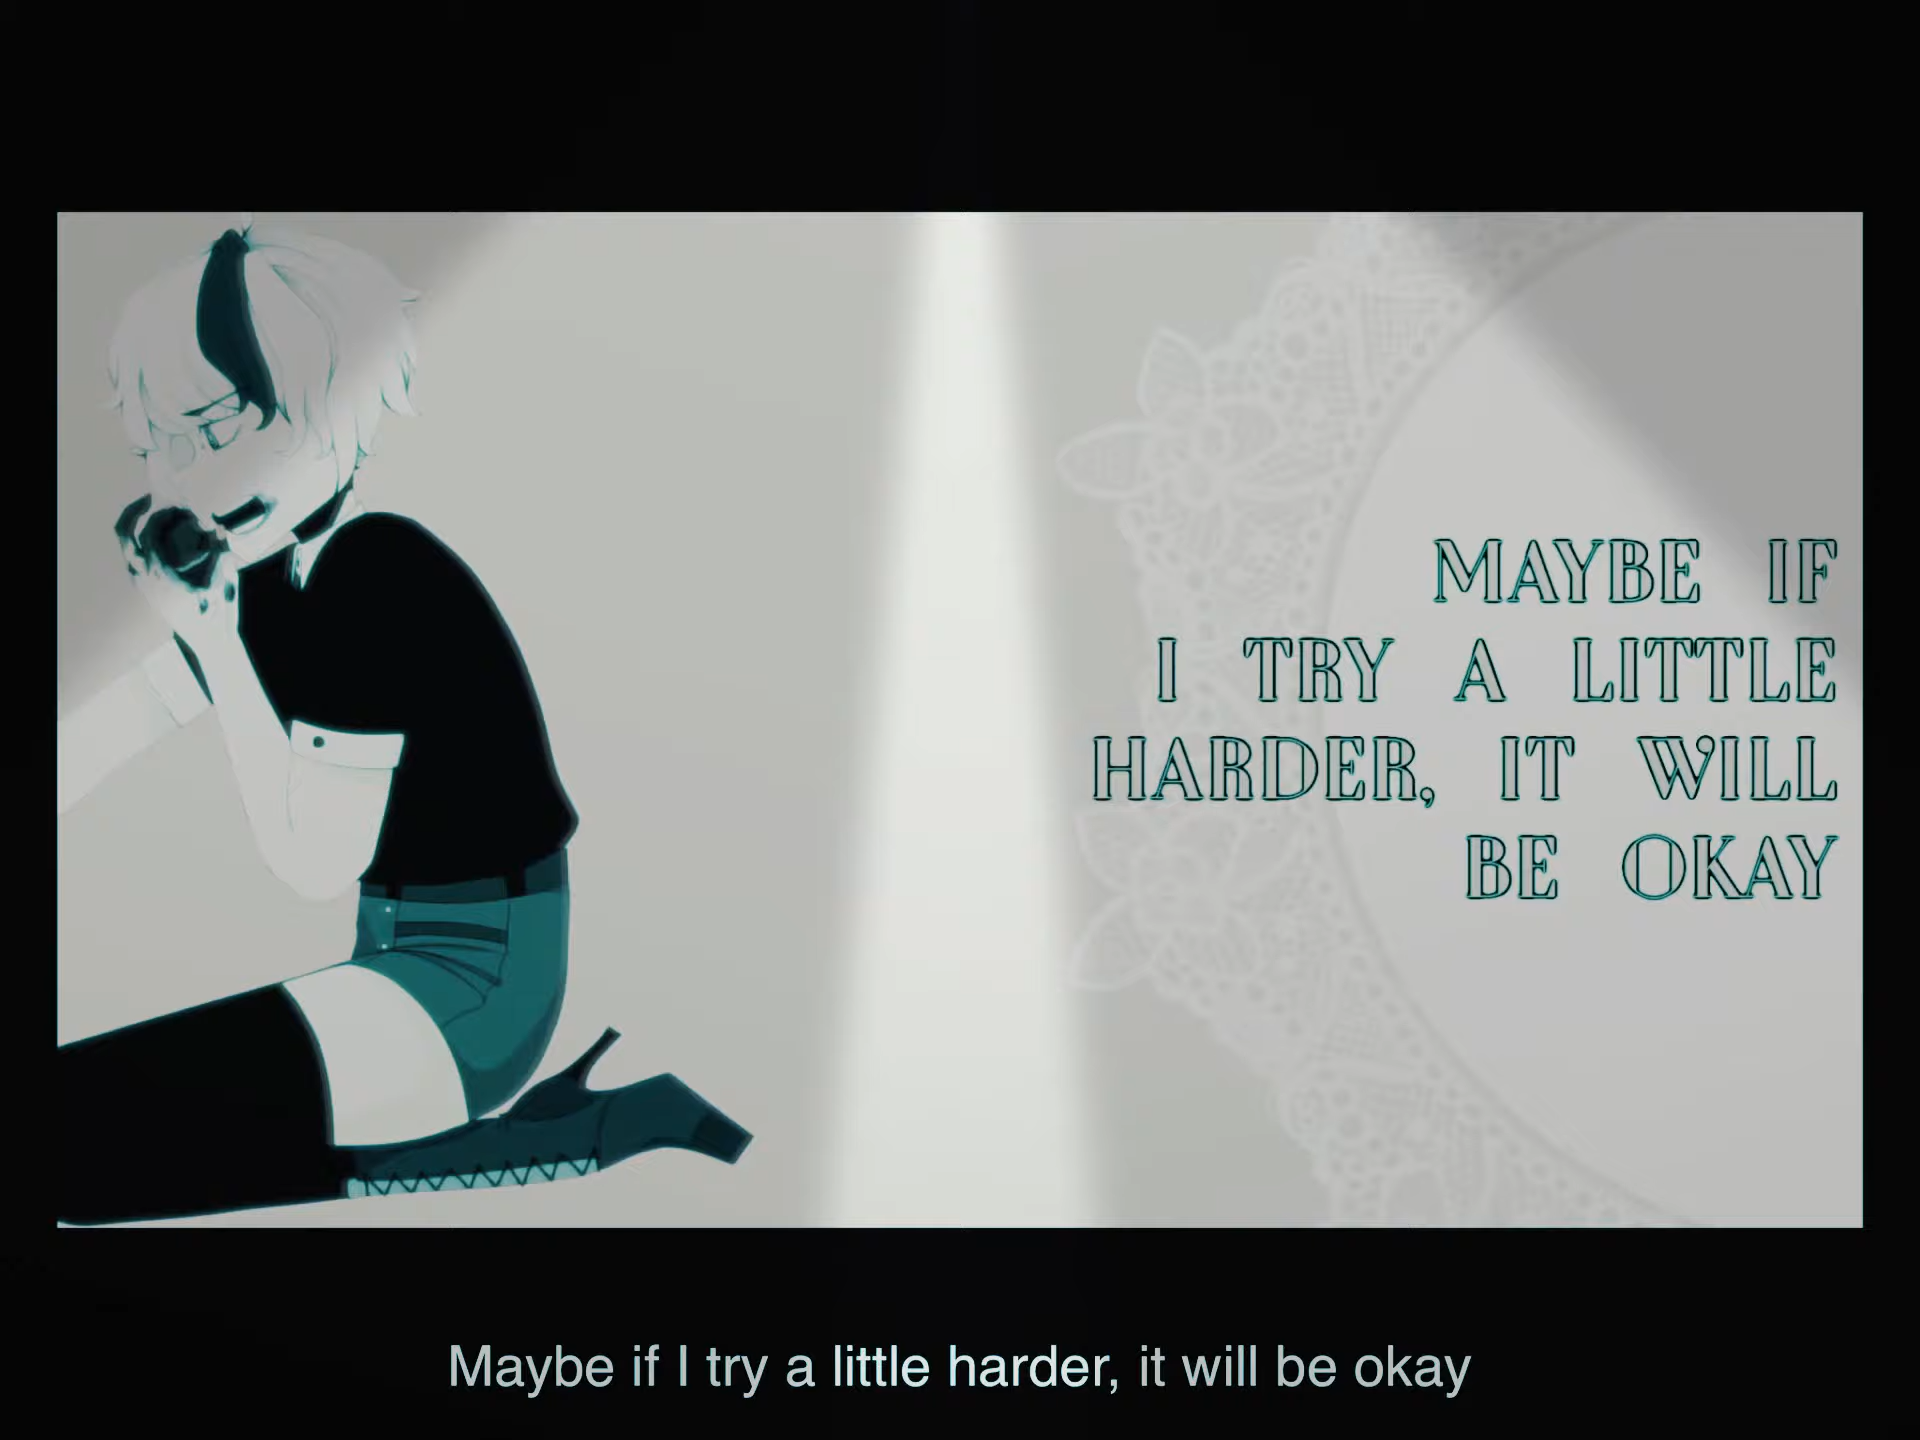 MAYBE IF
I TRY A LITTLE
HARDER, IT WILL
BE OKAY
Maybe if I try a little harder, it will be okay